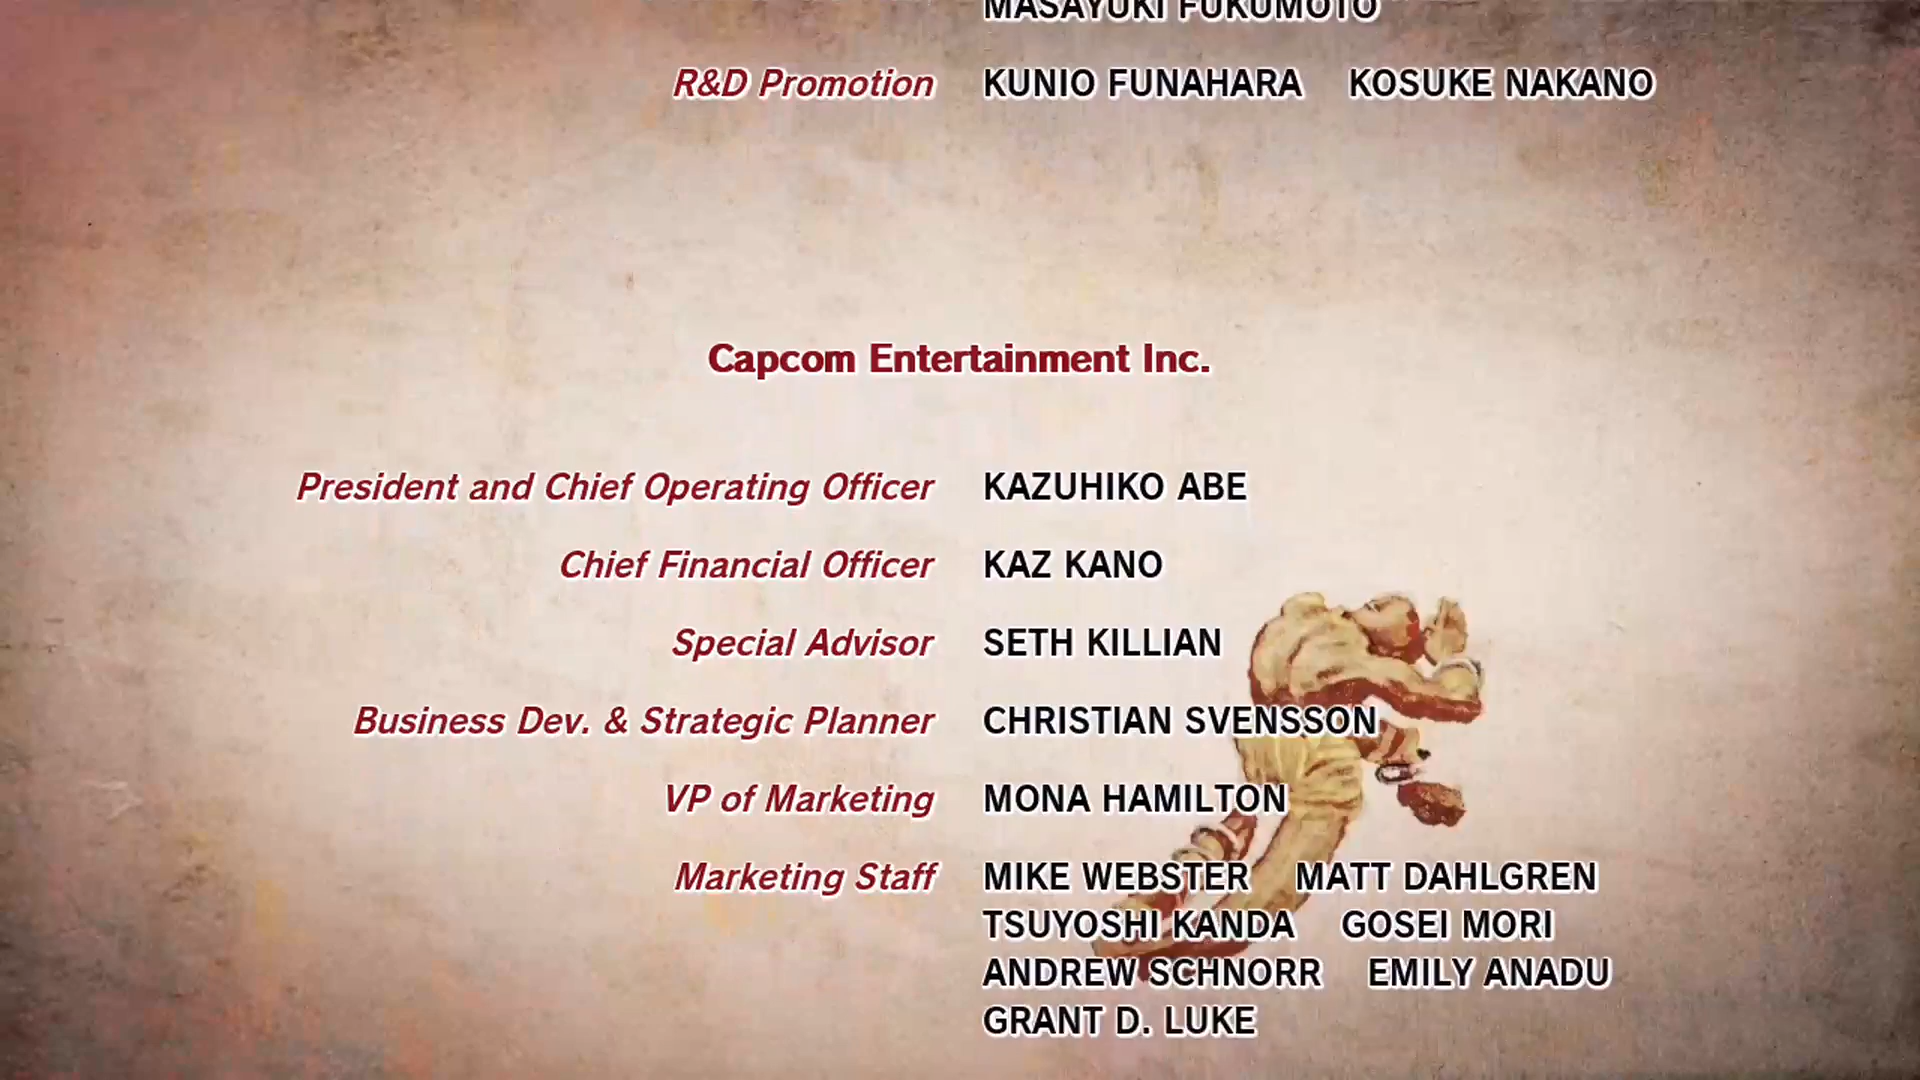 MASAYUKI FUKUMOTO
R&D Promotion KUNIO FUNAHARA KOSUKE NAKANO
Capcom Entertainment Inc.
President and Chief Operating Officer KAZUHIKO ABE
Chief Financial Officer KAZ KANO
Special Advisor SETH KILLIAN
Business Dev. & Strategic Planner CHRISTIAN SVENSSON
VP of Marketing MONA HAMILTON
Marketing Staff MIKE WEBSTER MATT DAHLGREN
TSUYOSHI KANDA GOSEI MORI
ANDREW SCHNORR EMILY ANADU
GRANT D. LUKE